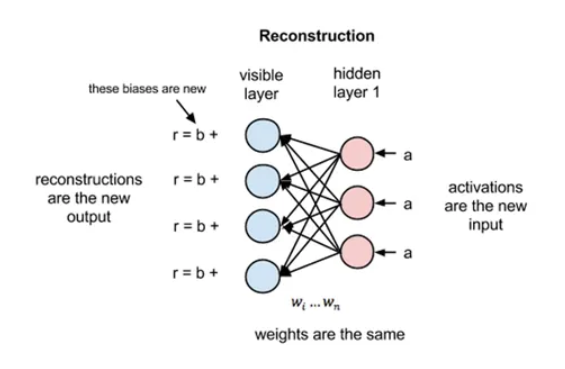 Reconstruction
visible
layer
hidden
layer 1
these biases are new
r = b +
r = b +
r = b +
r = b +
reconstructions
are the new
output
a
a
a
activations
are the new
input
wᵢ ... wₙ
weights are the same